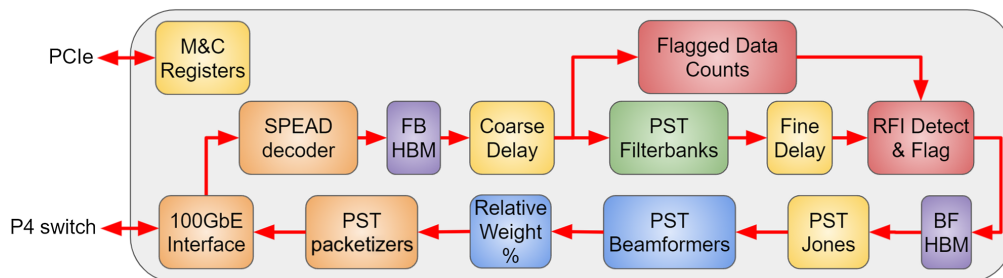 PCIe
M&C
Registers
Flagged Data
Counts
SPEAD
decoder
FB
HBM
Coarse
Delay
PST
Filterbanks
Fine
Delay
RFI Detect
& Flag
P4 switch
100GbE
Interface
PST
packetizers
Relative
Weight
%
PST
Beamformers
PST
Jones
BF
HBM